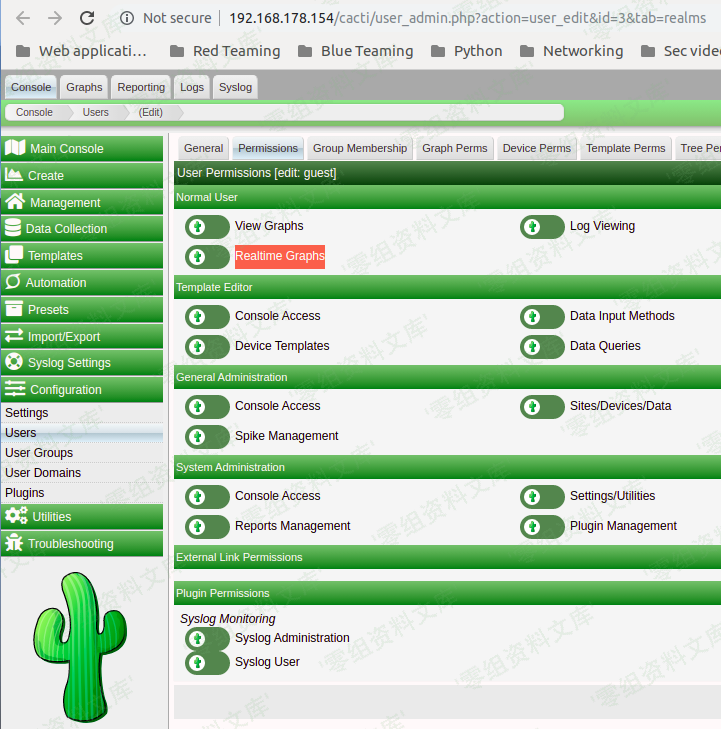 Not secure | 192.168.178.154/cacti/user_admin.php?action=user_edit&id=3&tab=realms
Web applicati… Red Teaming Blue Teaming Python Networking Sec vide
Console Graphs Reporting Logs Syslog
Console Users (Edit)
Main Console
Create
Management
Data Collection
Templates
Automation
Presets
Import/Export
Syslog Settings
Configuration
Settings
Users
User Groups
User Domains
Plugins
Utilities
Troubleshooting
General Permissions Group Membership Graph Perms Device Perms Template Perms Tree Per
User Permissions [edit: guest]
Normal User
View Graphs Log Viewing
Realtime Graphs
Template Editor
Console Access Data Input Methods
Device Templates Data Queries
General Administration
Console Access Sites/Devices/Data
Spike Management
System Administration
Console Access Settings/Utilities
Reports Management Plugin Management
External Link Permissions
Plugin Permissions
Syslog Monitoring
Syslog Administration
Syslog User
'零组资料文库'